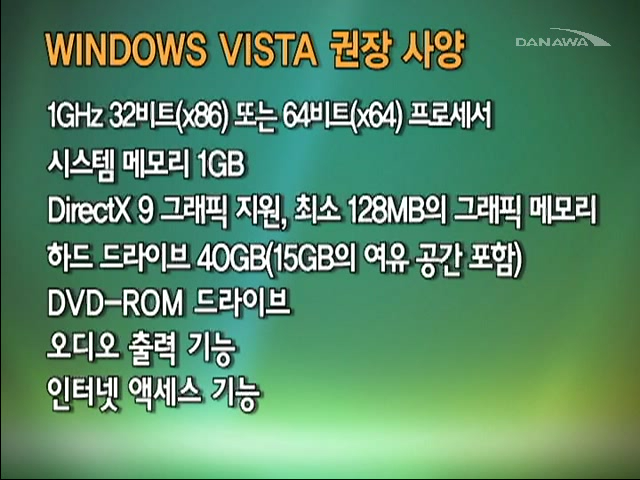 WINDOWS VISTA 권장 사양
DANAWA
1GHz 32비트(x86) 또는 64비트(x64) 프로세서
시스템 메모리 1GB
DirectX 9 그래픽 지원, 최소 128MB의 그래픽 메모리
하드 드라이브 40GB(15GB의 여유 공간 포함)
DVD-ROM 드라이브
오디오 출력 기능
인터넷 액세스 기능